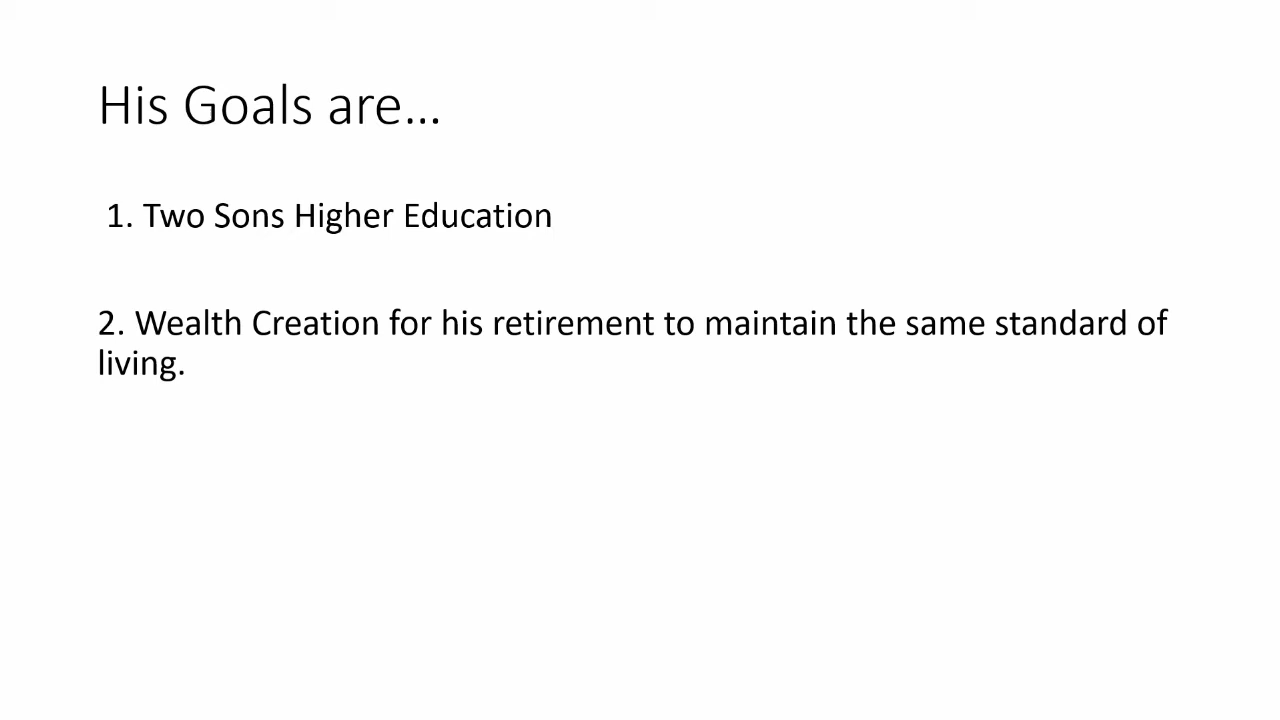 His Goals are...
1. Two Sons Higher Education
2. Wealth Creation for his retirement to maintain the same standard of
living.